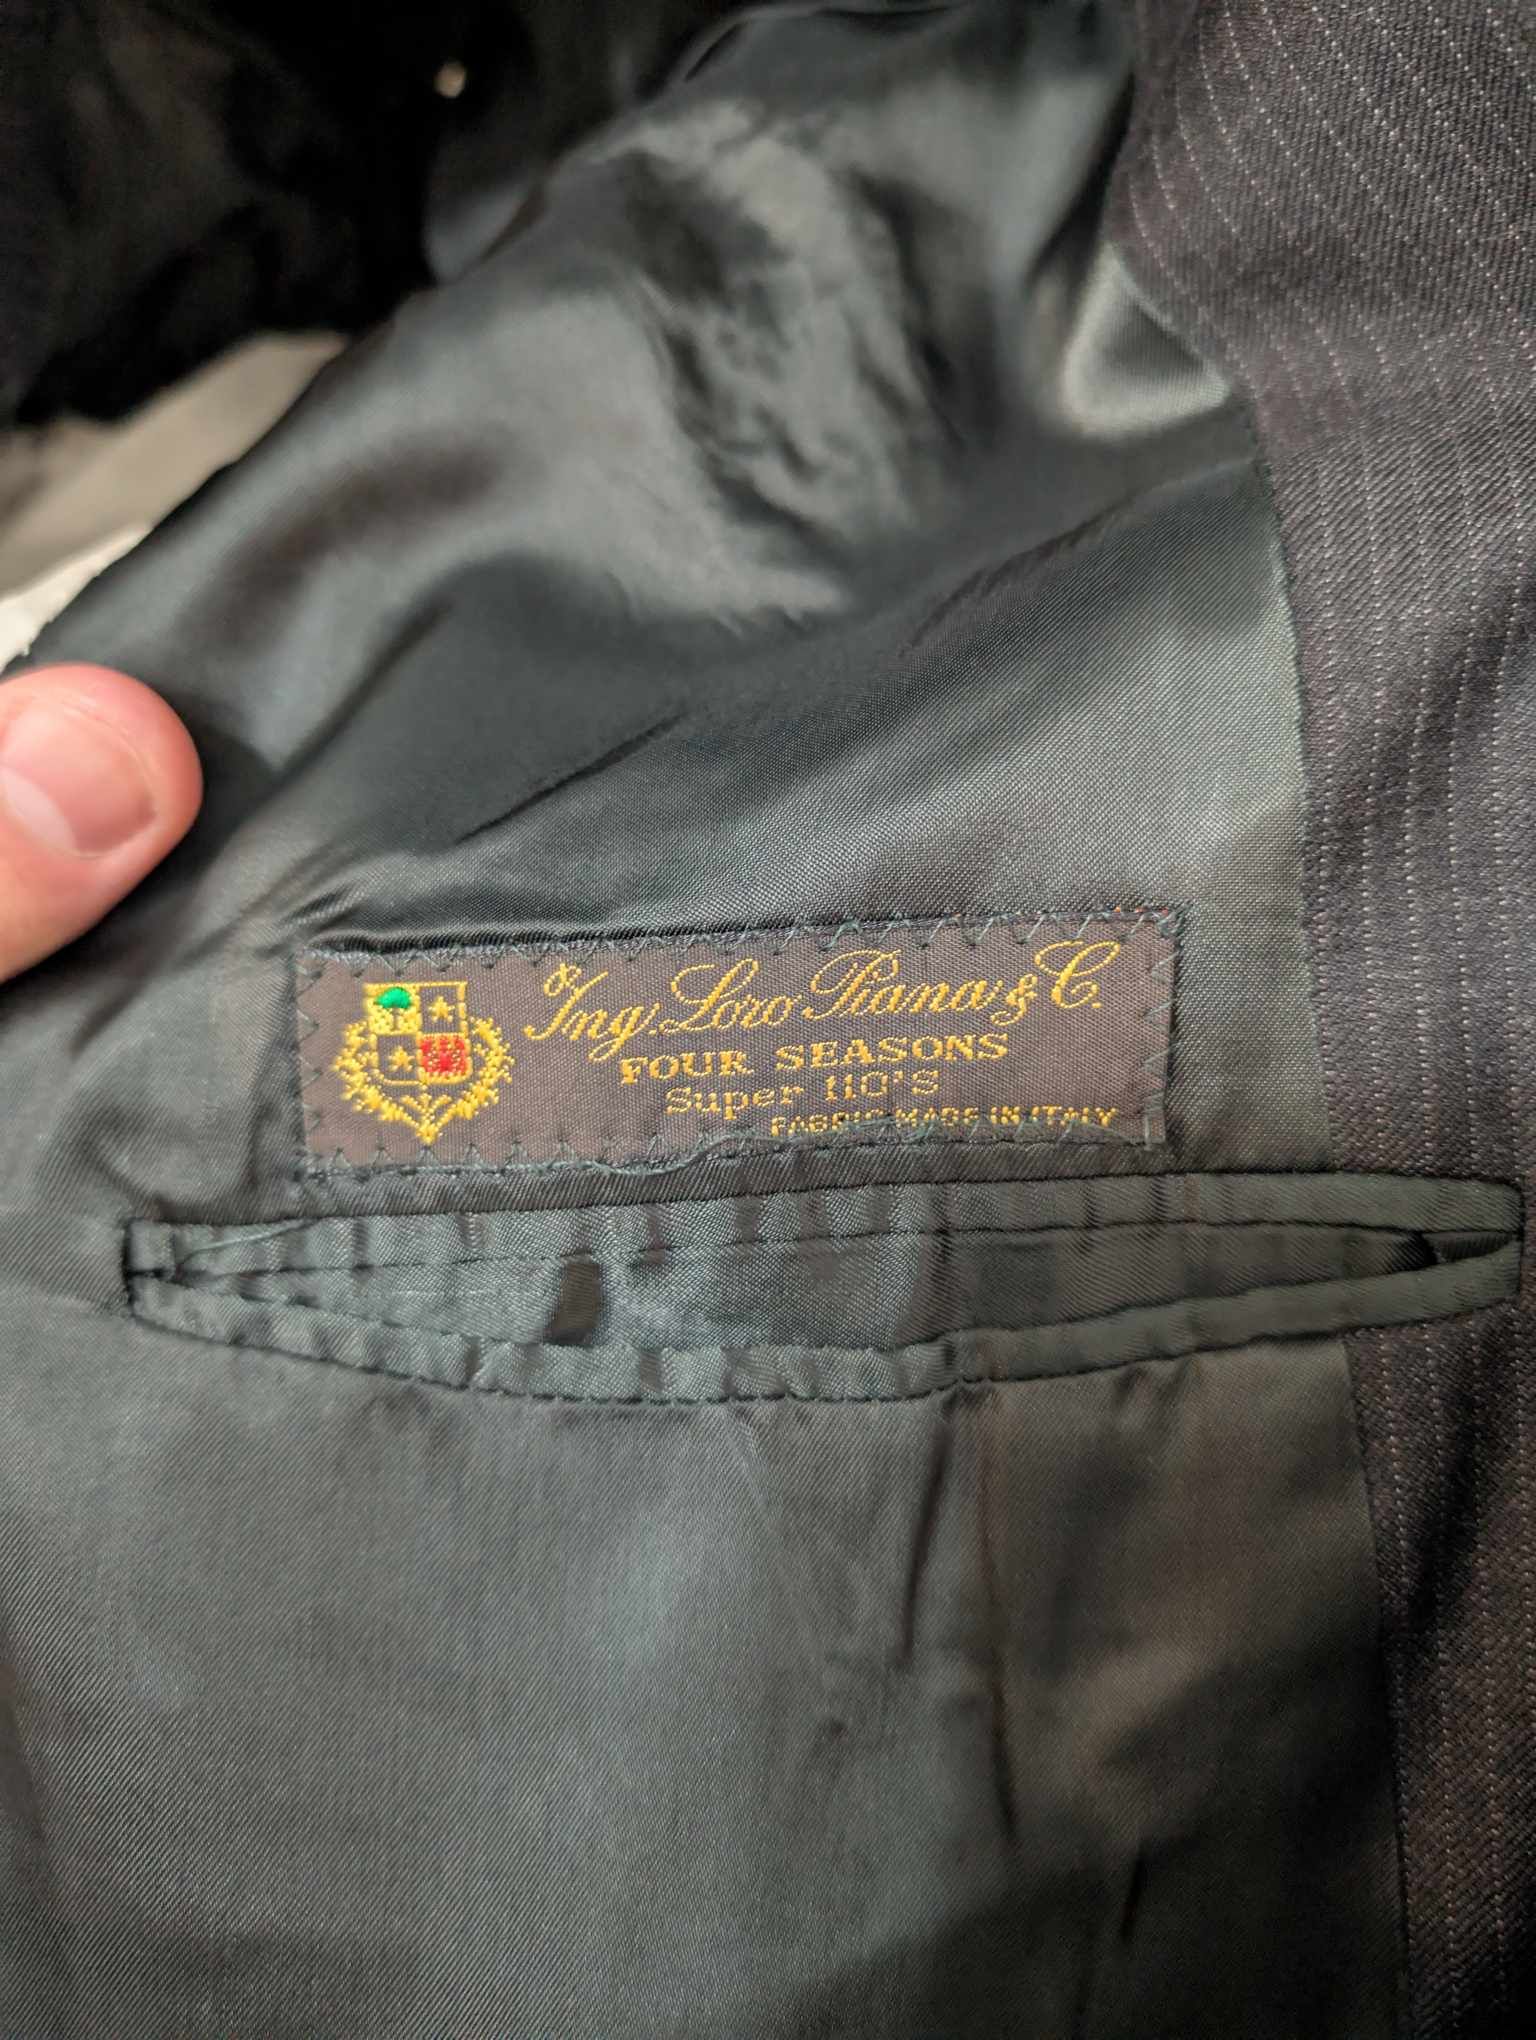 Ing. Loro Piana & C.
FOUR SEASONS
Super 110'S
FABRIC MADE IN ITALY